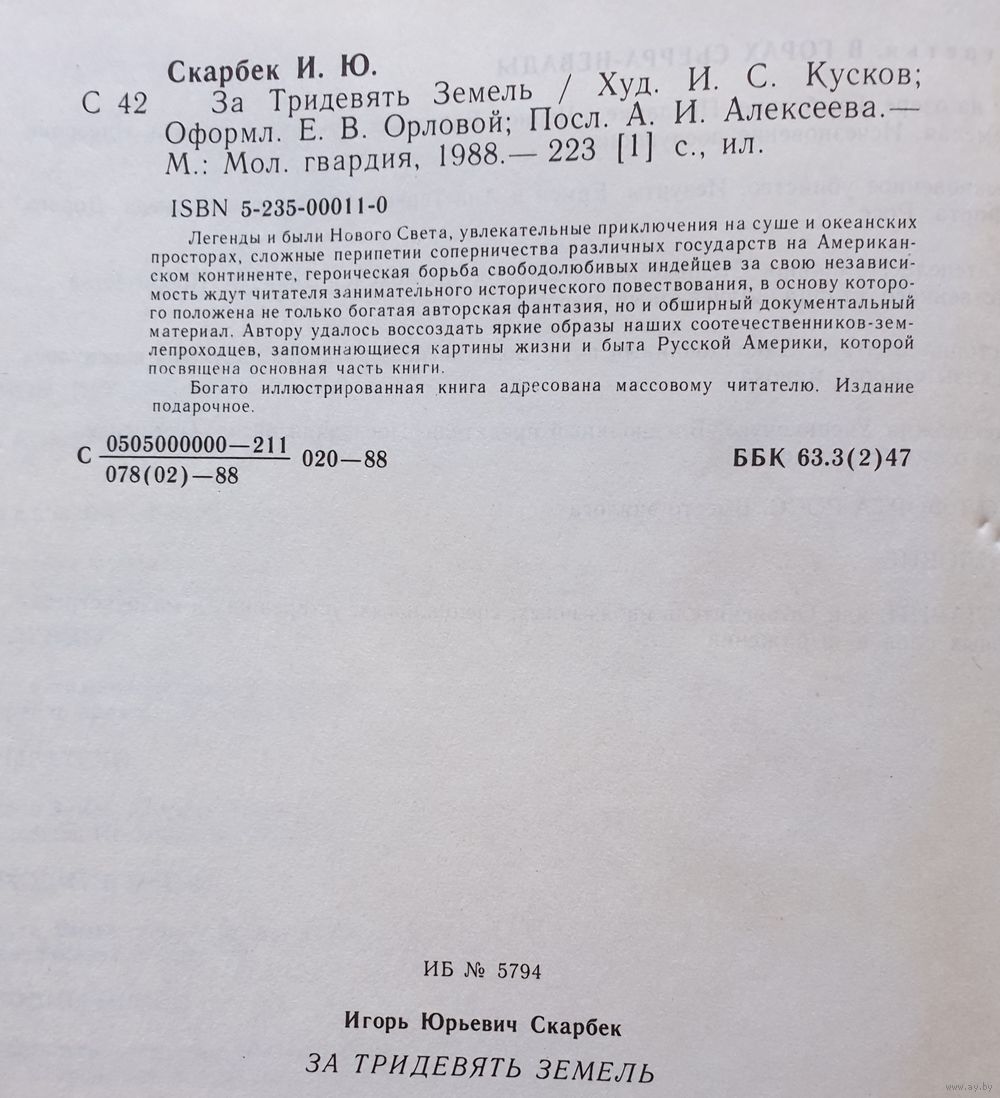 Скарбек И. Ю.
С 42 За Тридевять Земель / Худ. И. С. Кусков;
Оформл. Е. В. Орловой; Посл. А. И. Алексеева.—
М.: Мол. гвардия, 1988.— 223 [1] с., ил.
ISBN 5-235-00011-0
Легенды и были Нового Света, увлекательные приключения на суше и океанских
просторах, сложные перипетии соперничества различных государств на Американ-
ском континенте, героическая борьба свободолюбивых индейцев за свою независи-
мость ждут читателя занимательного исторического повествования, в основу которо-
го положена не только богатая авторская фантазия, но и обширный документальный
материал. Автору удалось воссоздать яркие образы наших соотечественников-зем-
лепроходцев, запоминающиеся картины жизни и быта Русской Америки, которой
посвящена основная часть книги.
Богато иллюстрированная книга адресована массовому читателю. Издание
подарочное.
С 0505000000—211 020—88 ББК 63.3(2)47
078(02)—88
ИБ № 5794
Игорь Юрьевич Скарбек
ЗА ТРИДЕВЯТЬ ЗЕМЕЛЬ
www.ay.by